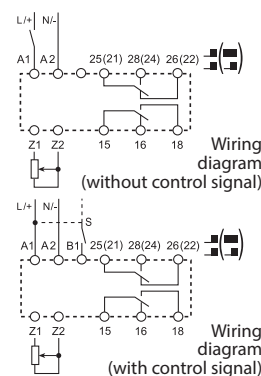 L/+ N/-
A1 A2 25(21) 28(24) 26(22)
Z1 Z2 15 16 18
Wiring
diagram
(without control signal)
L/+ N/-
S
A1 A2 B1 25(21) 28(24) 26(22)
Z1 Z2 15 16 18
Wiring
diagram
(with control signal)